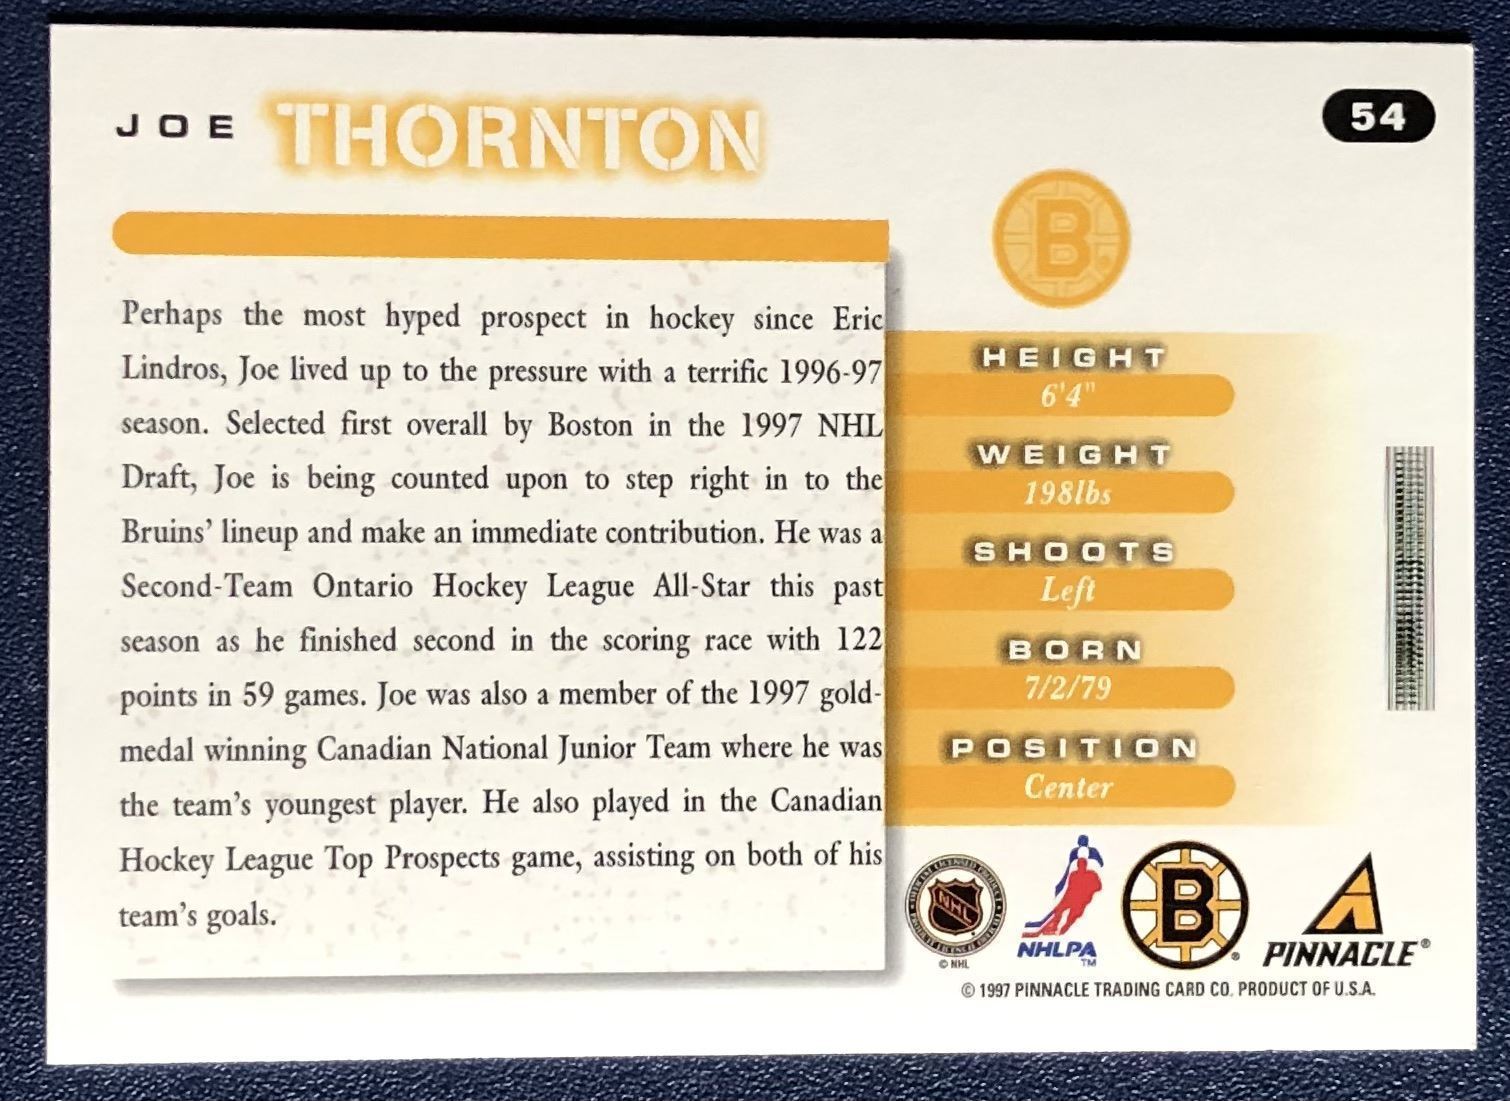 JOE THORNTON
54
B
Perhaps the most hyped prospect in hockey since Eric
Lindros, Joe lived up to the pressure with a terrific 1996-97
season. Selected first overall by Boston in the 1997 NHL
Draft, Joe is being counted upon to step right in to the
Bruins' lineup and make an immediate contribution. He was a
Second-Team Ontario Hockey League All-Star this past
season as he finished second in the scoring race with 122
points in 59 games. Joe was also a member of the 1997 gold-
medal winning Canadian National Junior Team where he was
the team's youngest player. He also played in the Canadian
Hockey League Top Prospects game, assisting on both of his
team's goals.
HEIGHT
6'4"
WEIGHT
198lbs
SHOOTS
Left
BORN
7/2/79
POSITION
Center
NHL
© NHL
NHLPA
TM
B
®
PINNACLE®
© 1997 PINNACLE TRADING CARD CO. PRODUCT OF U.S.A.